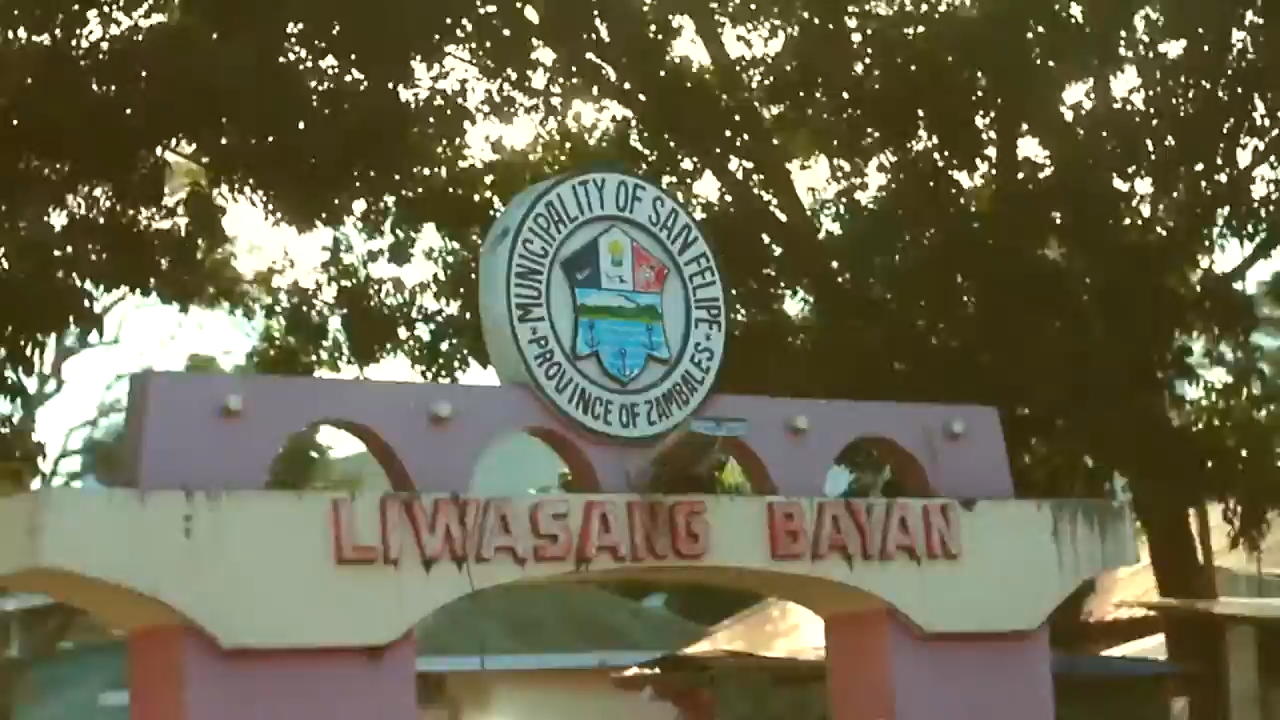 MUNICIPALITY OF SAN FELIPE
PROVINCE OF ZAMBALES
LIWASANG BAYAN